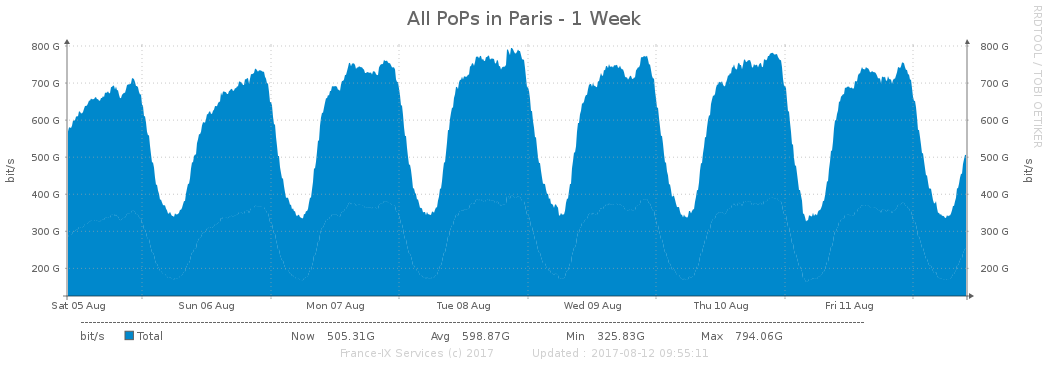 All PoPs in Paris - 1 Week
RRDTOOL / TOBI OETIKER
800 G 800 G
700 G 700 G
600 G 600 G
500 G 500 G
400 G 400 G
300 G 300 G
200 G 200 G
bit/s bit/s
Sat 05 Aug Sun 06 Aug Mon 07 Aug Tue 08 Aug Wed 09 Aug Thu 10 Aug Fri 11 Aug
bit/s Total Now 505.31G Avg 598.87G Min 325.83G Max 794.06G
France-IX Services (c) 2017 Updated : 2017-08-12 09:55:11